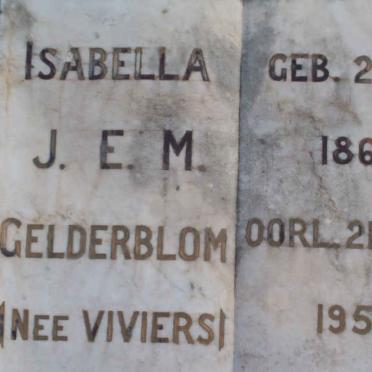 ISABELLA
J. E. M.
GELDERBLOM
(NEE VIVIERS)
GEB. 2
186
OORL. 2
195